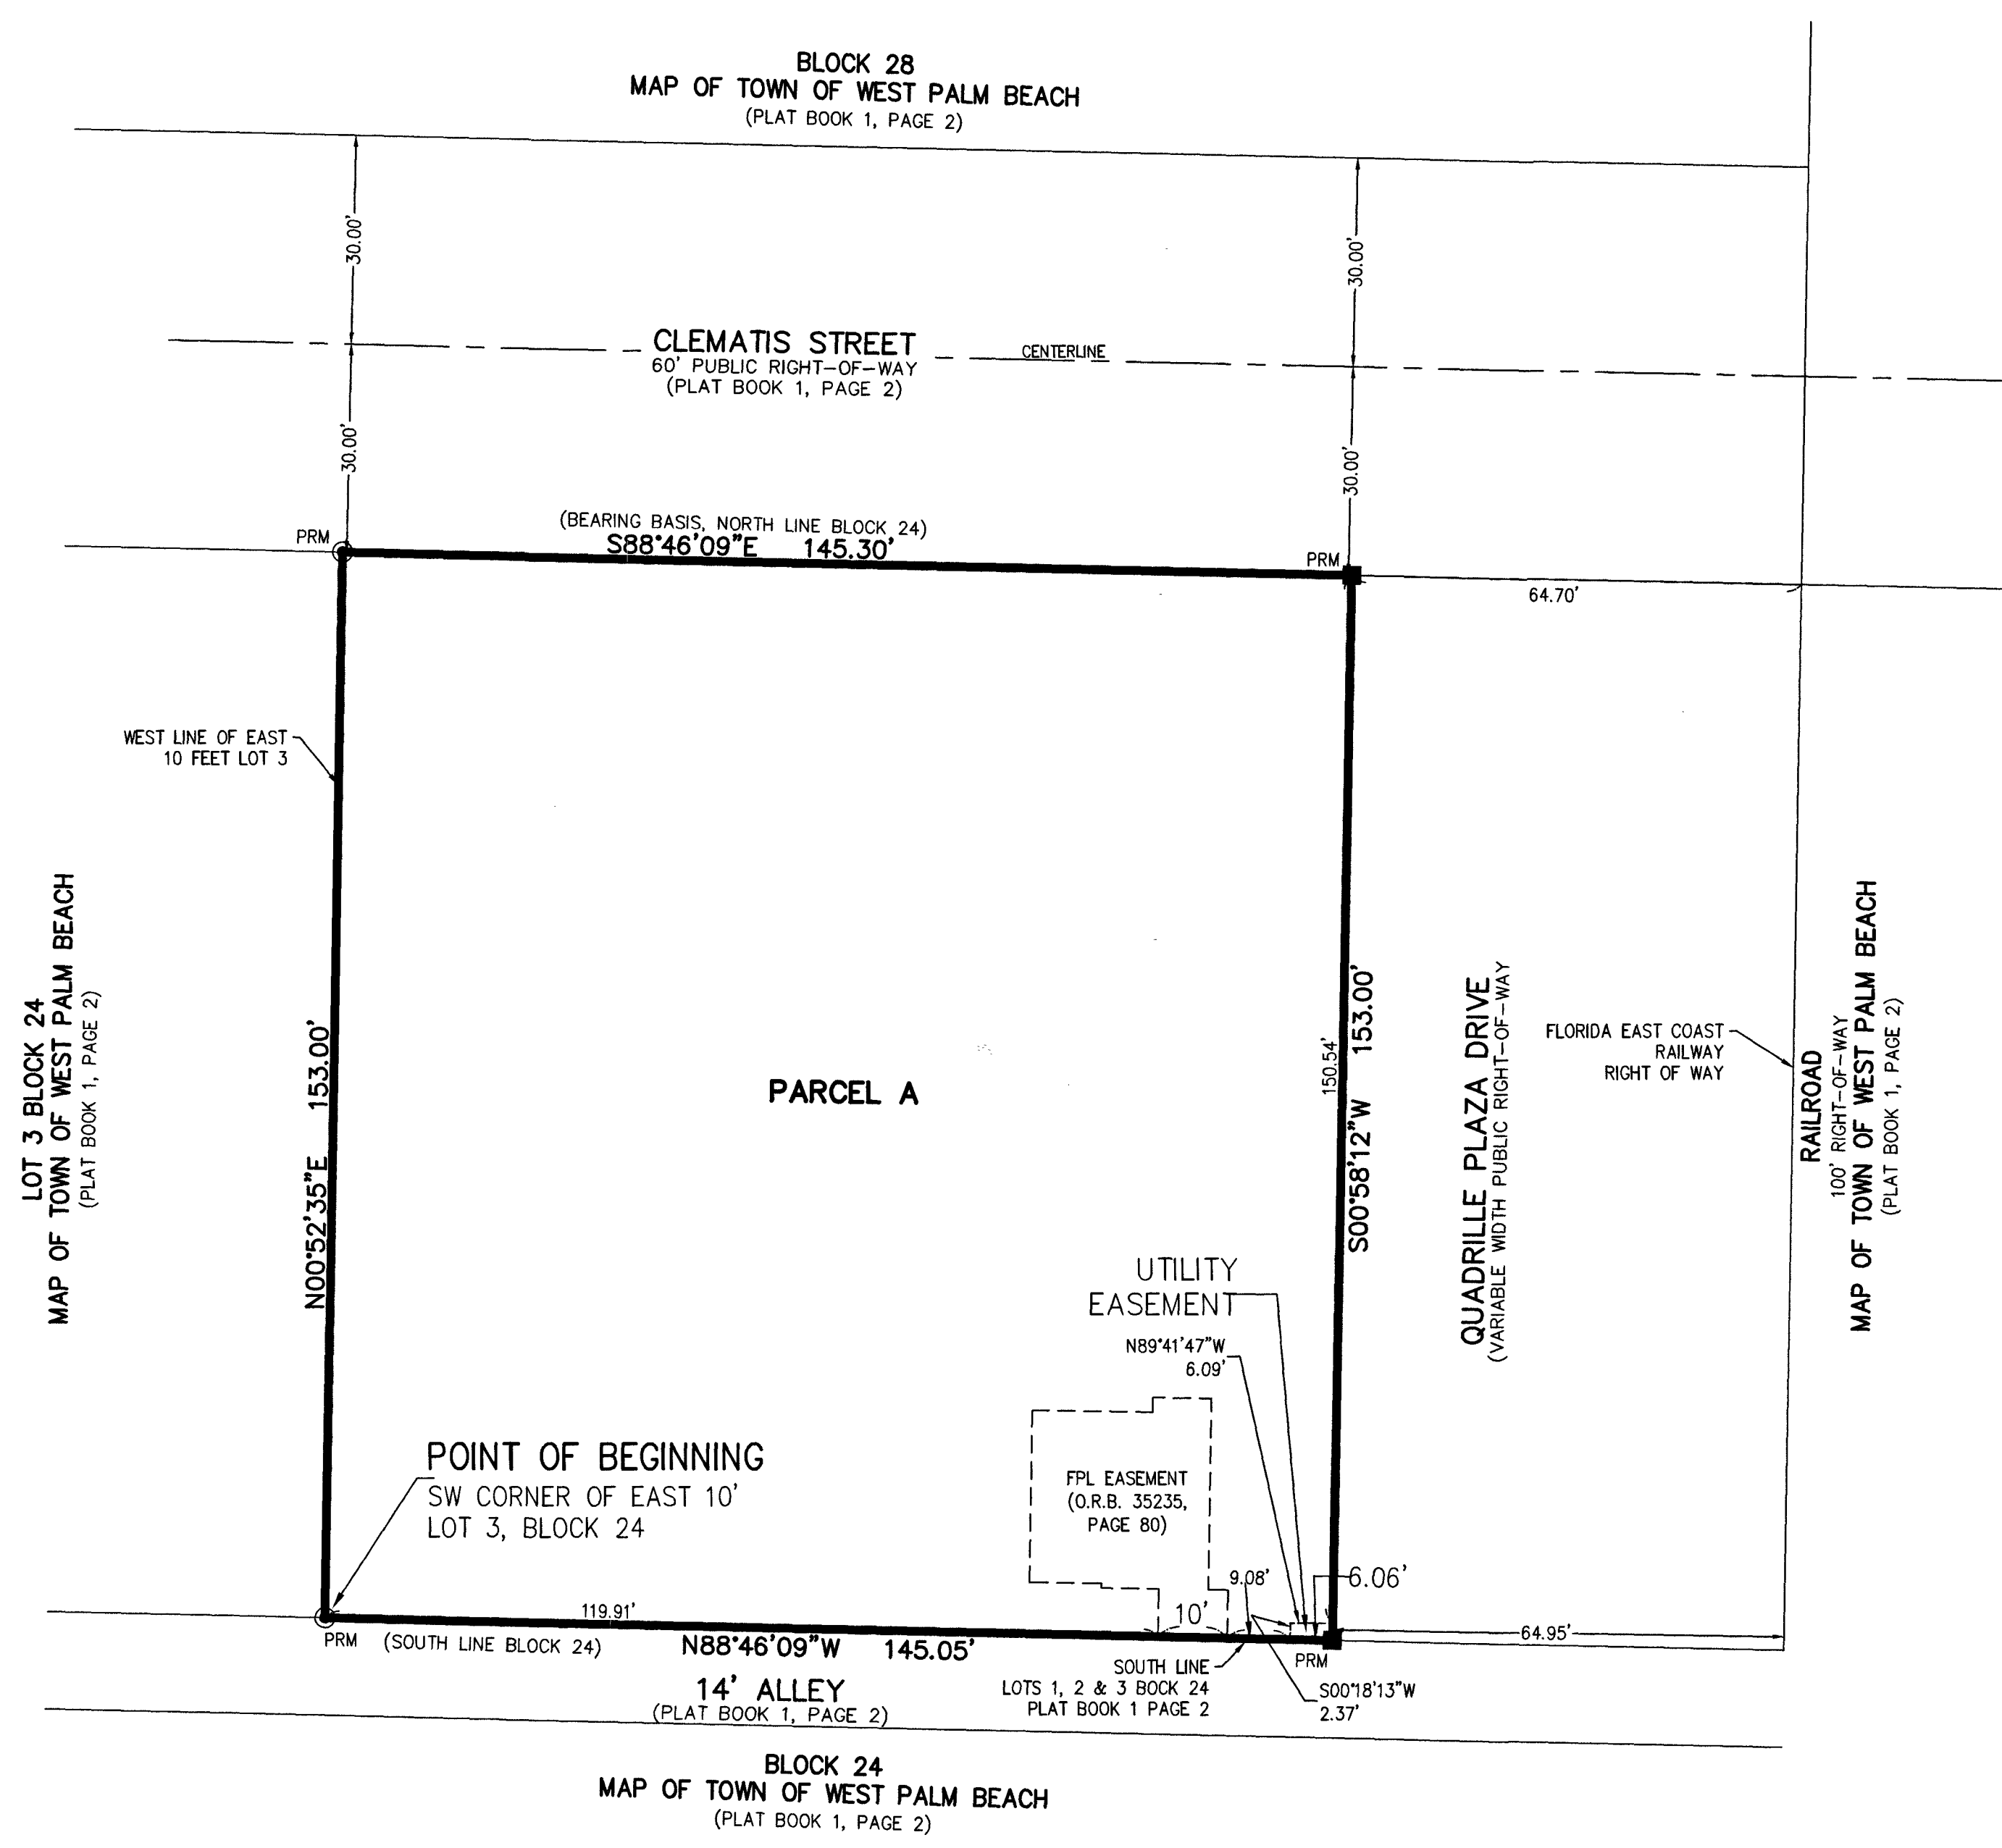 BLOCK 28
MAP OF TOWN OF WEST PALM BEACH
(PLAT BOOK 1, PAGE 2)
30.00'
30.00'
CLEMATIS STREET
60' PUBLIC RIGHT-OF-WAY
(PLAT BOOK 1, PAGE 2)
CENTERLINE
30.00'
30.00'
PRM
(BEARING BASIS, NORTH LINE BLOCK 24)
S88°46'09"E 145.30'
PRM
64.70'
WEST LINE OF EAST
10 FEET LOT 3
LOT 3 BLOCK 24
MAP OF TOWN OF WEST PALM BEACH
(PLAT BOOK 1, PAGE 2)
N00°52'35"E 153.00'
PARCEL A
150.54'
S00°58'12"W 153.00'
QUADRILLE PLAZA DRIVE
(VARIABLE WIDTH PUBLIC RIGHT-OF-WAY
FLORIDA EAST COAST
RAILWAY
RIGHT OF WAY
RAILROAD
100' RIGHT-OF-WAY
MAP OF TOWN OF WEST PALM BEACH
(PLAT BOOK 1, PAGE 2)
UTILITY
EASEMENT
N89°41'47"W
6.09'
POINT OF BEGINNING
SW CORNER OF EAST 10'
LOT 3, BLOCK 24
FPL EASEMENT
(O.R.B. 35235,
PAGE 80)
9.08'
6.06'
10'
119.91'
PRM
(SOUTH LINE BLOCK 24)
N88°46'09"W 145.05'
64.95'
PRM
SOUTH LINE
LOTS 1, 2 & 3 BOCK 24
PLAT BOOK 1 PAGE 2
S00°18'13"W
2.37'
14' ALLEY
(PLAT BOOK 1, PAGE 2)
BLOCK 24
MAP OF TOWN OF WEST PALM BEACH
(PLAT BOOK 1, PAGE 2)